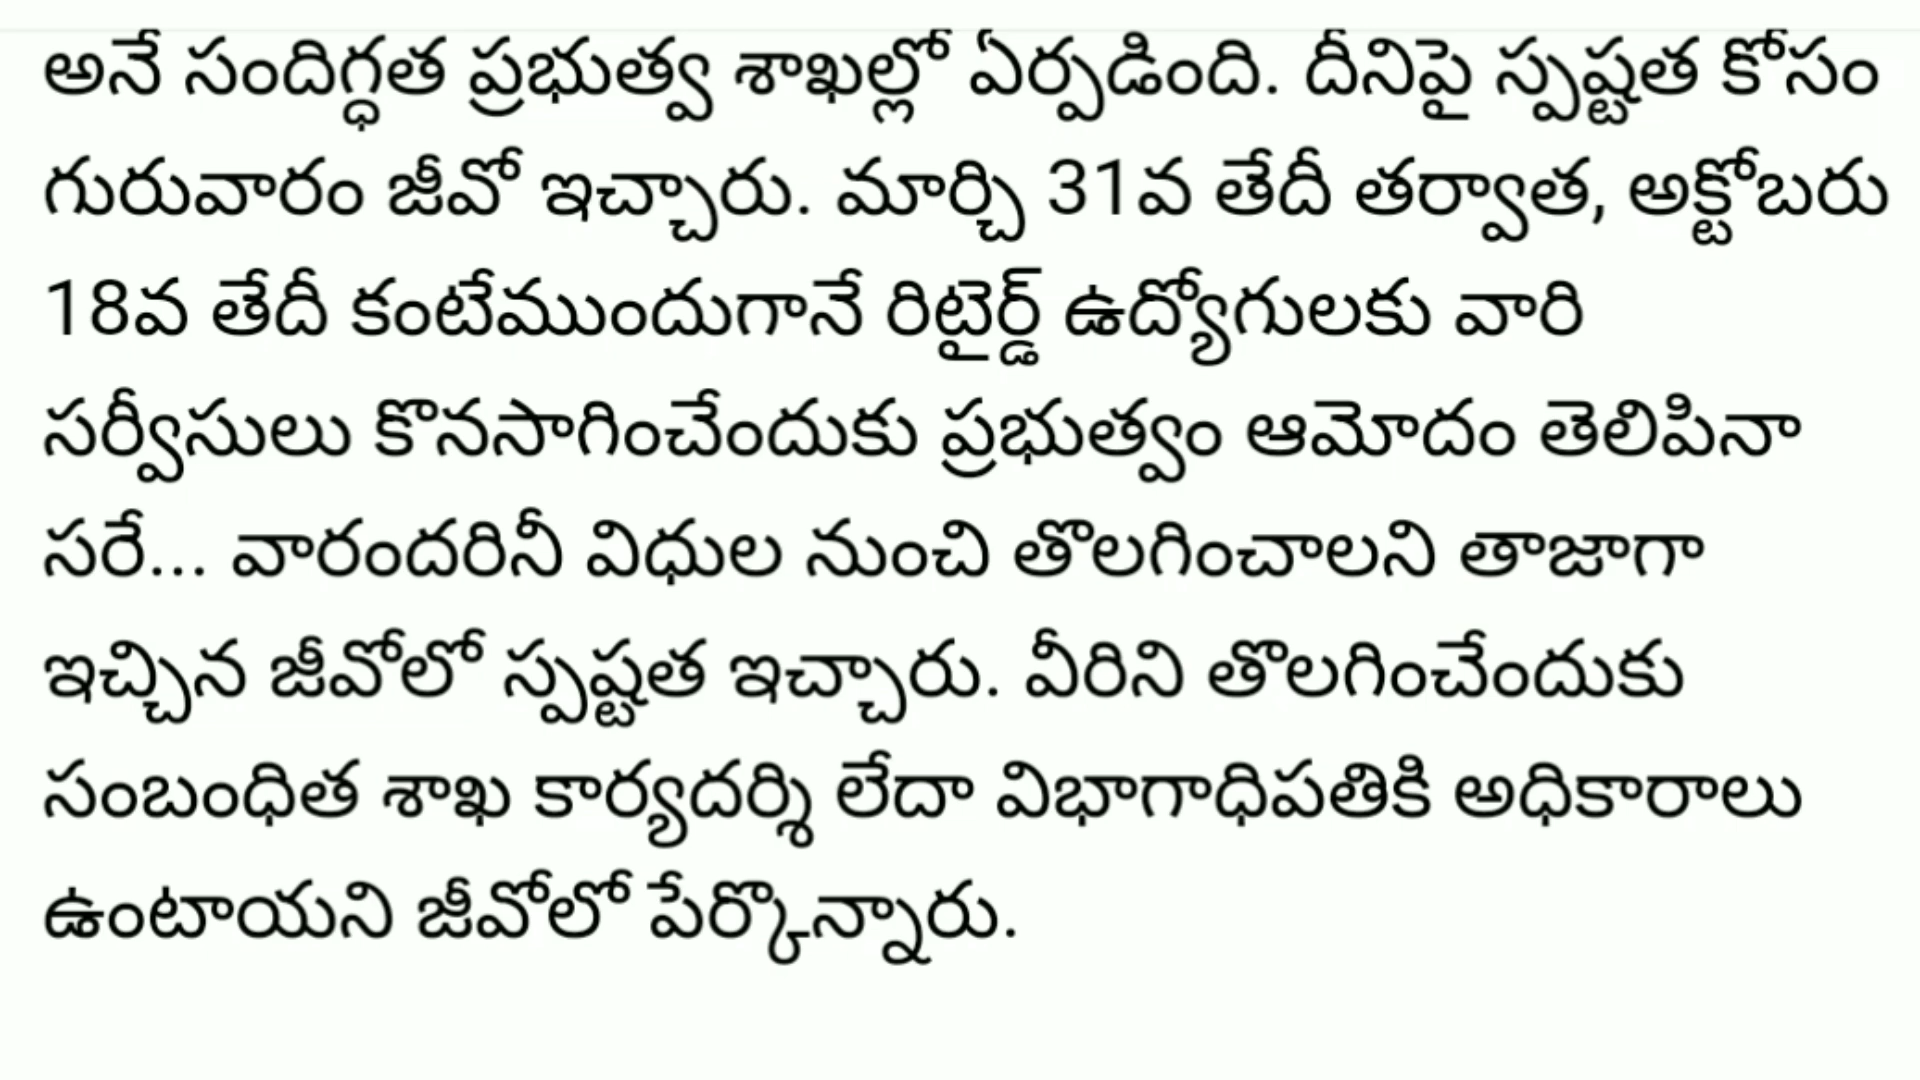 అనే సందిగ్ధత ప్రభుత్వ శాఖల్లో ఏర్పడింది. దీనిపై స్పష్టత కోసం
గురువారం జీవో ఇచ్చారు. మార్చి 31వ తేదీ తర్వాత, అక్టోబరు
18వ తేదీ కంటేముందుగానే రిటైర్డ్ ఉద్యోగులకు వారి
సర్వీసులు కొనసాగించేందుకు ప్రభుత్వం ఆమోదం తెలిపినా
సరే... వారందరినీ విధుల నుంచి తొలగించాలని తాజాగా
ఇచ్చిన జీవోలో స్పష్టత ఇచ్చారు. వీరిని తొలగించేందుకు
సంబంధిత శాఖ కార్యదర్శి లేదా విభాగాధిపతికి అధికారాలు
ఉంటాయని జీవోలో పేర్కొన్నారు.